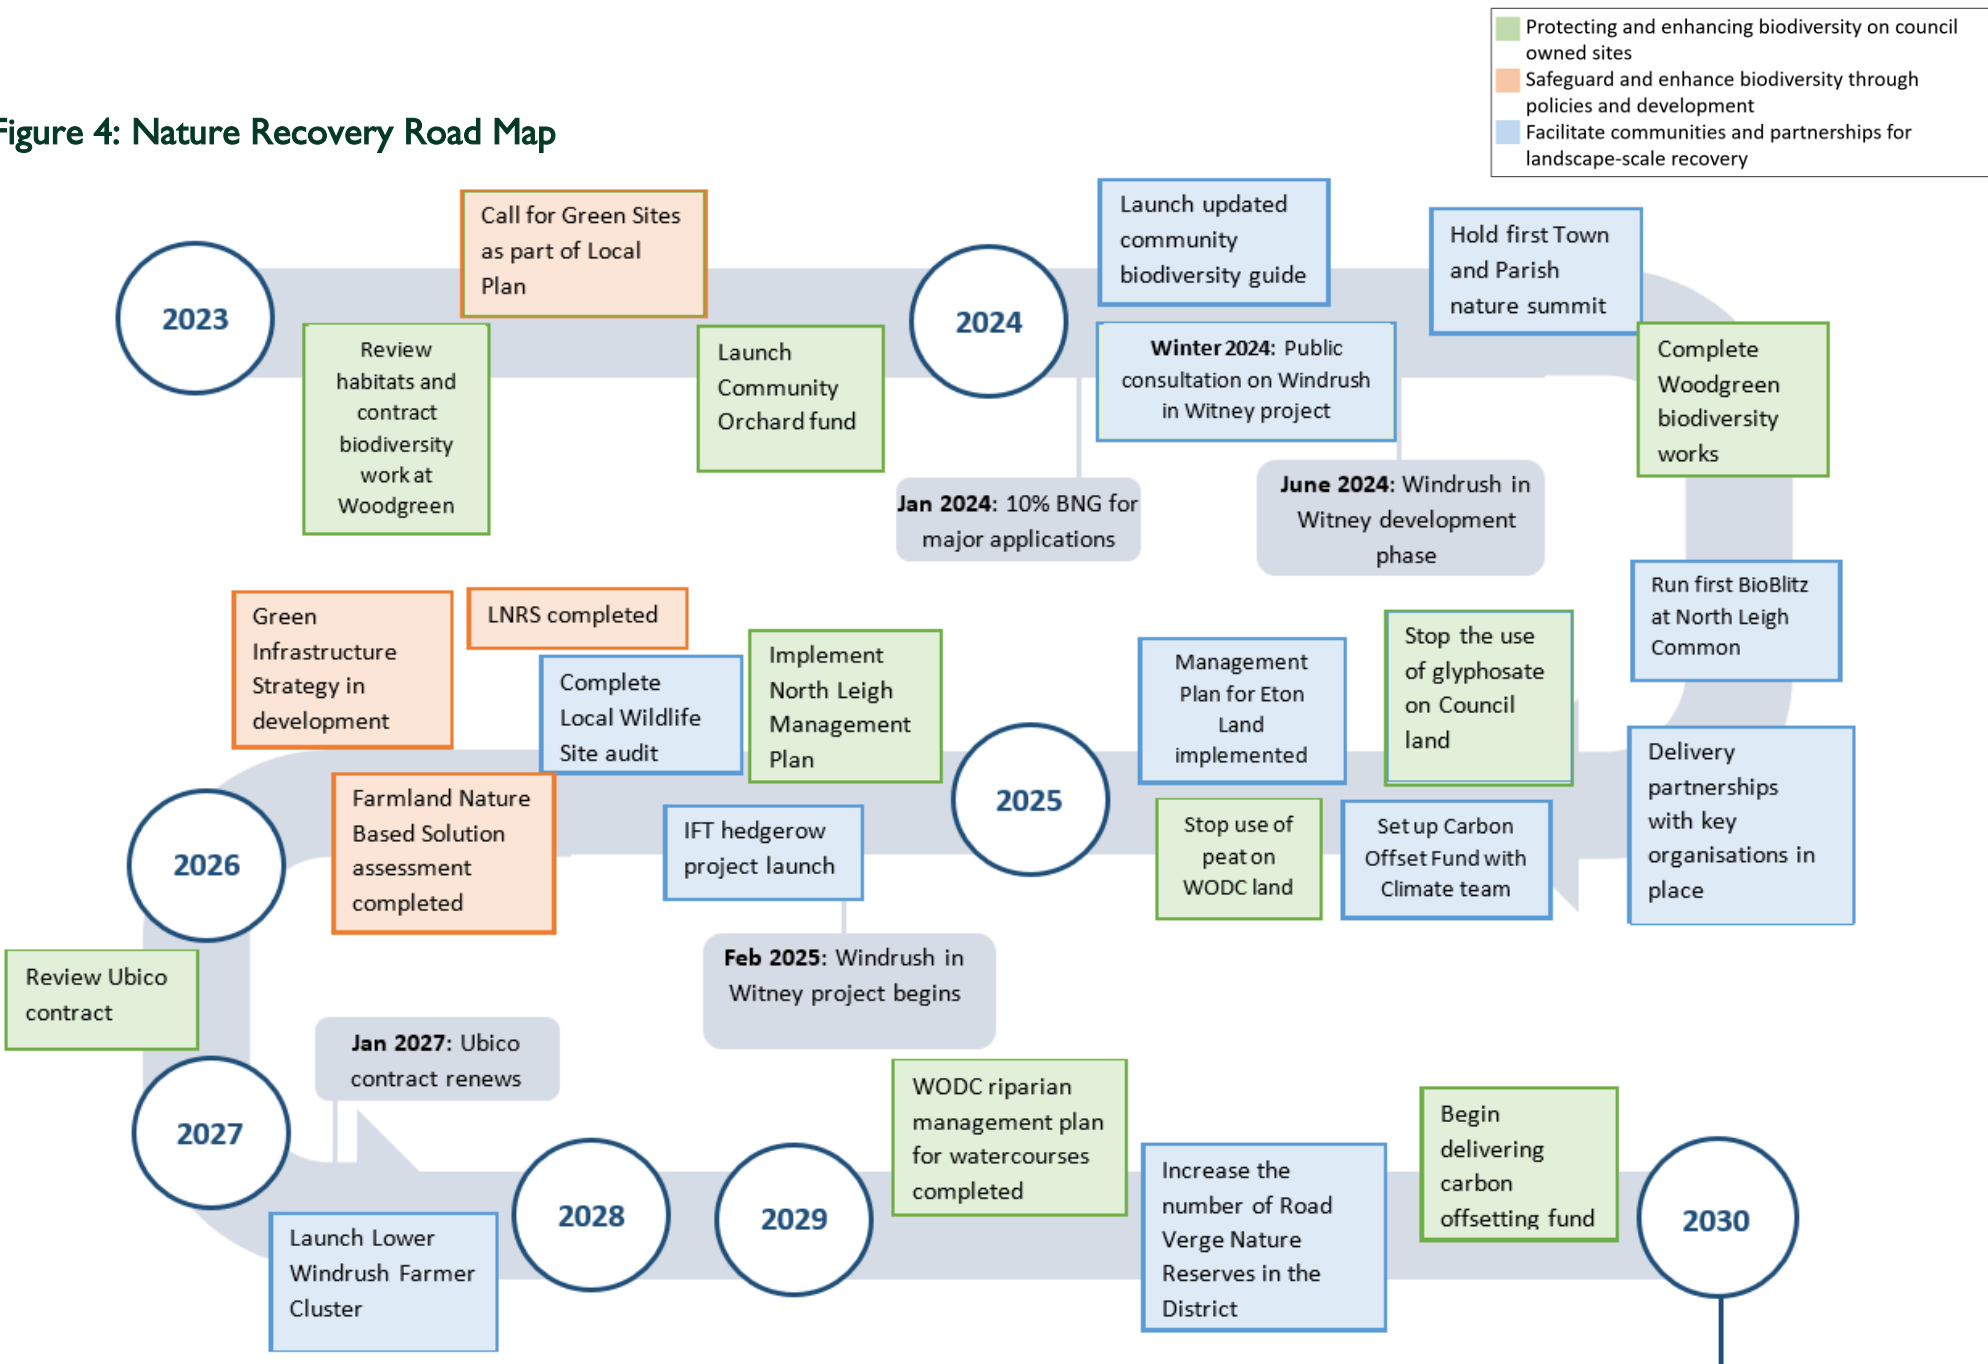 Protecting and enhancing biodiversity on council
owned sites
Safeguard and enhance biodiversity through
policies and development
Facilitate communities and partnerships for
landscape-scale recovery
Figure 4: Nature Recovery Road Map
2023
Call for Green Sites
as part of Local
Plan
Review
habitats and
contract
biodiversity
work at
Woodgreen
Launch
Community
Orchard fund
2024
Launch updated
community
biodiversity guide
Winter 2024: Public
consultation on Windrush
in Witney project
Jan 2024: 10% BNG for
major applications
June 2024: Windrush in
Witney development
phase
Hold first Town
and Parish
nature summit
Complete
Woodgreen
biodiversity
works
Run first BioBlitz
at North Leigh
Common
Delivery
partnerships
with key
organisations in
place
Stop the use
of glyphosate
on Council
land
Set up Carbon
Offset Fund with
Climate team
Management
Plan for Eton
Land
implemented
Stop use of
peat on
WODC land
2025
Implement
North Leigh
Management
Plan
IFT hedgerow
project launch
Feb 2025: Windrush in
Witney project begins
LNRS completed
Complete
Local Wildlife
Site audit
Green
Infrastructure
Strategy in
development
Farmland Nature
Based Solution
assessment
completed
2026
Review Ubico
contract
2027
Jan 2027: Ubico
contract renews
Launch Lower
Windrush Farmer
Cluster
2028
2029
WODC riparian
management plan
for watercourses
completed
Increase the
number of Road
Verge Nature
Reserves in the
District
Begin
delivering
carbon
offsetting fund
2030